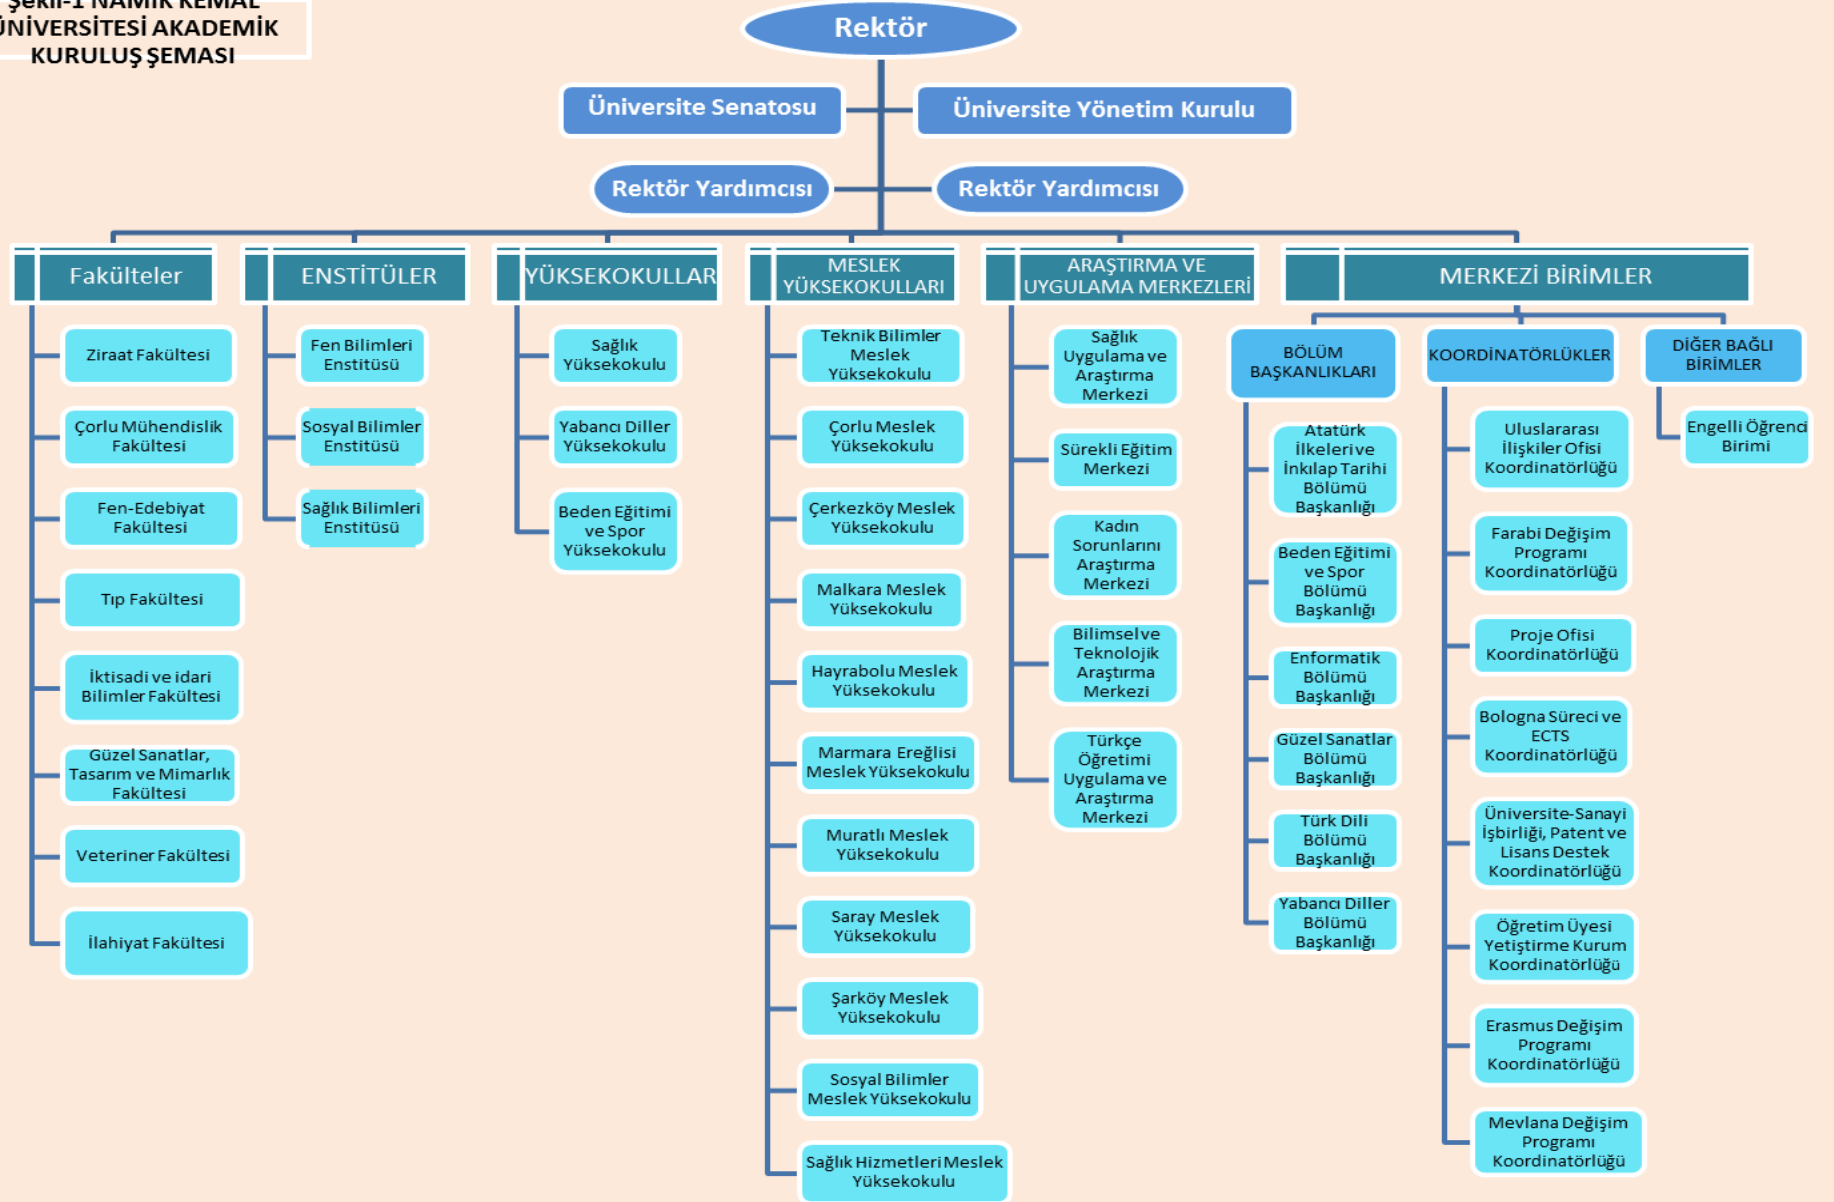 Şekil-1 NAMIK KEMAL
ÜNİVERSİTESİ AKADEMİK
KURULUŞ ŞEMASI
Rektör
Üniversite Senatosu
Üniversite Yönetim Kurulu
Rektör Yardımcısı
Rektör Yardımcısı
Fakülteler
Ziraat Fakültesi
Çorlu Mühendislik
Fakültesi
Fen-Edebiyat
Fakültesi
Tıp Fakültesi
İktisadi ve idari
Bilimler Fakültesi
Güzel Sanatlar,
Tasarım ve Mimarlık
Fakültesi
Veteriner Fakültesi
İlahiyat Fakültesi
ENSTİTÜLER
Fen Bilimleri
Enstitüsü
Sosyal Bilimler
Enstitüsü
Sağlık Bilimleri
Enstitüsü
YÜKSEKOKULLAR
Sağlık
Yüksekokulu
Yabancı Diller
Yüksekokulu
Beden Eğitimi
ve Spor
Yüksekokulu
MESLEK
YÜKSEKOKULLARI
Teknik Bilimler
Meslek
Yüksekokulu
Çorlu Meslek
Yüksekokulu
Çerkezköy Meslek
Yüksekokulu
Malkara Meslek
Yüksekokulu
Hayrabolu Meslek
Yüksekokulu
Marmara Ereğlisi
Meslek Yüksekokulu
Muratlı Meslek
Yüksekokulu
Saray Meslek
Yüksekokulu
Şarköy Meslek
Yüksekokulu
Sosyal Bilimler
Meslek Yüksekokulu
Sağlık Hizmetleri Meslek
Yüksekokulu
ARAŞTIRMA VE
UYGULAMA MERKEZLERİ
Sağlık
Uygulama ve
Araştırma
Merkezi
Sürekli Eğitim
Merkezi
Kadın
Sorunlarını
Araştırma
Merkezi
Bilimsel ve
Teknolojik
Araştırma
Merkezi
Türkçe
Öğretimi
Uygulama ve
Araştırma
Merkezi
MERKEZİ BİRİMLER
BÖLÜM
BAŞKANLIKLARI
Atatürk
İlkeleri ve
İnkılap Tarihi
Bölümü
Başkanlığı
Beden Eğitimi
ve Spor
Bölümü
Başkanlığı
Enformatik
Bölümü
Başkanlığı
Güzel Sanatlar
Bölümü
Başkanlığı
Türk Dili
Bölümü
Başkanlığı
Yabancı Diller
Bölümü
Başkanlığı
KOORDİNATÖRLÜKLER
Uluslararası
İlişkiler Ofisi
Koordinatörlüğü
Farabi Değişim
Programı
Koordinatörlüğü
Proje Ofisi
Koordinatörlüğü
Bologna Süreci ve
ECTS
Koordinatörlüğü
Üniversite-Sanayi
İşbirliği, Patent ve
Lisans Destek
Koordinatörlüğü
Öğretim Üyesi
Yetiştirme Kurum
Koordinatörlüğü
Erasmus Değişim
Programı
Koordinatörlüğü
Mevlana Değişim
Programı
Koordinatörlüğü
DİĞER BAĞLI
BİRİMLER
Engelli Öğrenci
Birimi